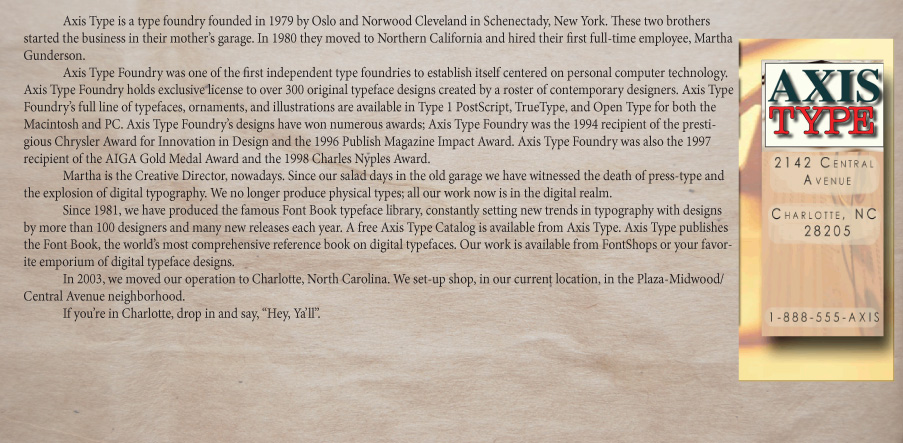 Axis Type is a type foundry founded in 1979 by Oslo and Norwood Cleveland in Schenectady, New York. These two brothers
started the business in their mother's garage. In 1980 they moved to Northern California and hired their first full-time employee, Martha
Gunderson.
Axis Type Foundry was one of the first independent type foundries to establish itself centered on personal computer technology.
Axis Type Foundry holds exclusive license to over 300 original typeface designs created by a roster of contemporary designers. Axis Type
Foundry's full line of typefaces, ornaments, and illustrations are available in Type 1 PostScript, TrueType, and Open Type for both the
Macintosh and PC. Axis Type Foundry's designs have won numerous awards; Axis Type Foundry was the 1994 recipient of the presti-
gious Chrysler Award for Innovation in Design and the 1996 Publish Magazine Impact Award. Axis Type Foundry was also the 1997
recipient of the AIGA Gold Medal Award and the 1998 Charles Nyples Award.
Martha is the Creative Director, nowadays. Since our salad days in the old garage we have witnessed the death of press-type and
the explosion of digital typography. We no longer produce physical types; all our work now is in the digital realm.
Since 1981, we have produced the famous Font Book typeface library, constantly setting new trends in typography with designs
by more than 100 designers and many new releases each year. A free Axis Type Catalog is available from Axis Type. Axis Type publishes
the Font Book, the world's most comprehensive reference book on digital typefaces. Our work is available from FontShops or your favor-
ite emporium of digital typeface designs.
In 2003, we moved our operation to Charlotte, North Carolina. We set-up shop, in our current location, in the Plaza-Midwood/
Central Avenue neighborhood.
If you're in Charlotte, drop in and say, "Hey, Ya'll".
AXIS
TYPE
2142 Central
Avenue
Charlotte, NC
28205
1-888-555-AXIS